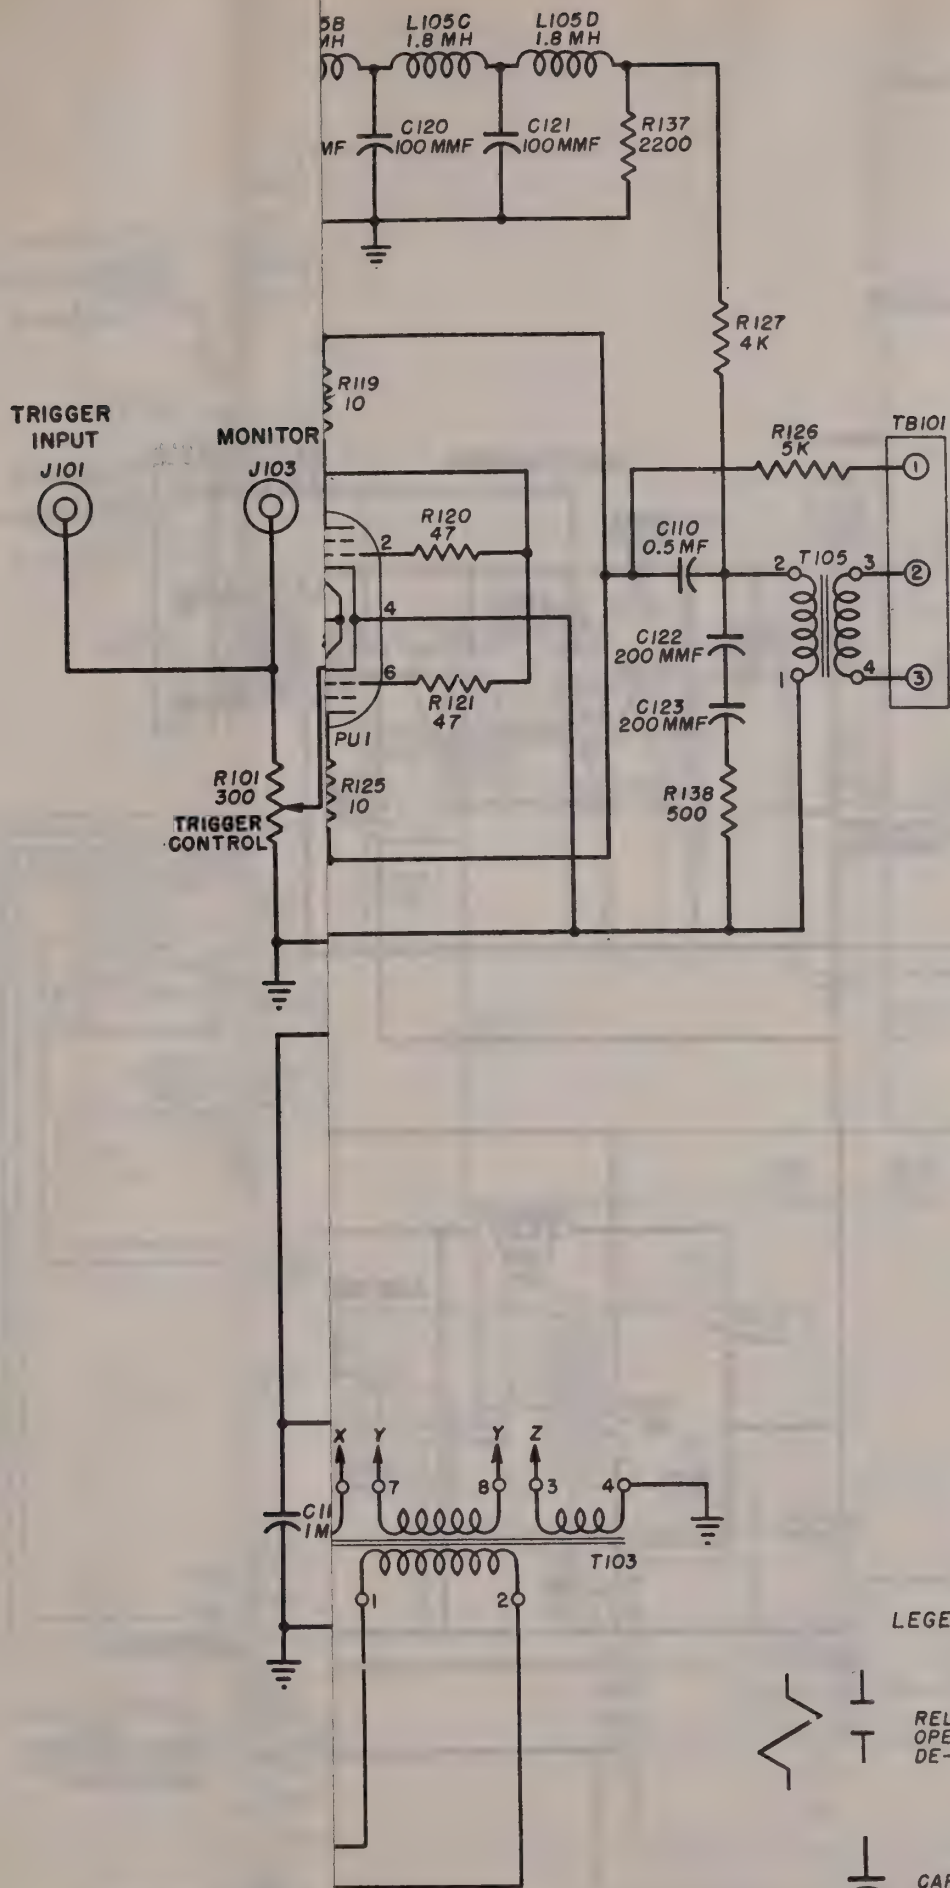 5B
MH
L105C
1.8 MH
L105D
1.8 MH
MF
C120
100 MMF
C121
100 MMF
R137
2200
R127
4K
R119
10
TRIGGER
INPUT
J101
MONITOR
J103
TB101
R126
5K
1
R120
47
2
C110
0.5 MF
2
T105
3
2
4
C122
200 MMF
6
1
4
3
R121
47
C123
200 MMF
PU1
R101
300
TRIGGER
CONTROL
R125
10
R138
500
X
Y
Y
Z
7
8
3
4
C11
1M
T103
1
2
LEGE
REL
OPE
DE-
CAP